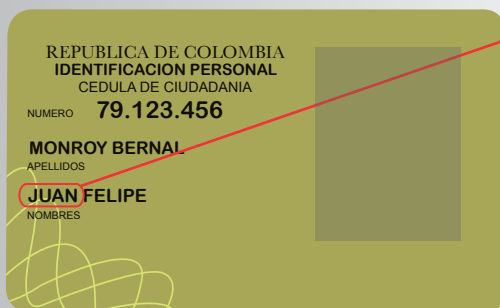 REPUBLICA DE COLOMBIA
IDENTIFICACION PERSONAL
CEDULA DE CIUDADANIA
NUMERO 79.123.456
MONROY BERNAL
APELLIDOS
JUAN FELIPE
NOMBRES